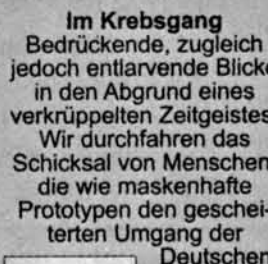 Im Krebsgang
Bedrückende, zugleich
jedoch entlarvende Blicke
in den Abgrund eines
verkrüppelten Zeitgeistes
Wir durchfahren das
Schicksal von Menschen
die wie maskenhafte
Prototypen den geschei-
terten Umgang der
Deutschen